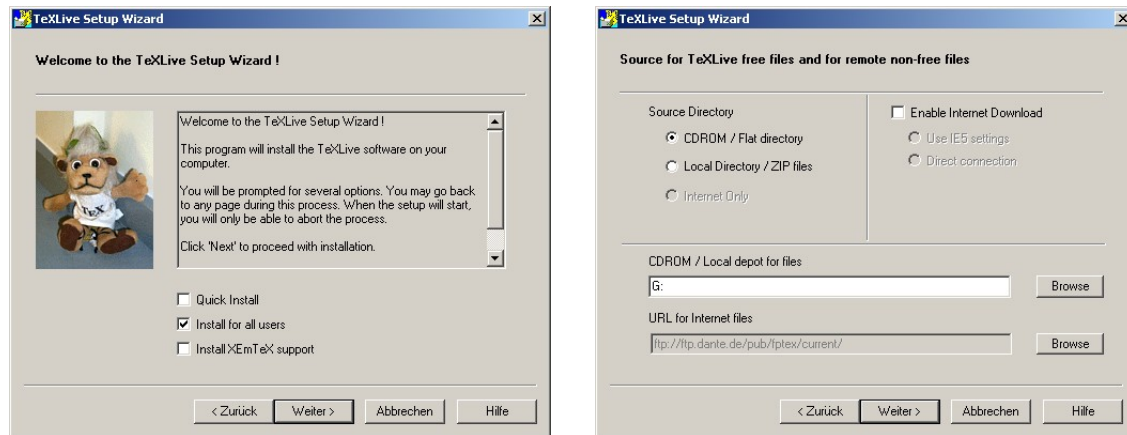 TeXLive Setup Wizard
Welcome to the TeXLive Setup Wizard !
Welcome to the TeXLive Setup Wizard !
This program will install the TeXLive software on your
computer.
You will be prompted for several options. You may go back
to any page during this process. When the setup will start,
you will only be able to abort the process.
Click 'Next' to proceed with installation.
TeX
Quick Install
Install for all users
Install XEmTeX support
< Zurück
Weiter >
Abbrechen
Hilfe
TeXLive Setup Wizard
Source for TeXLive free files and for remote non-free files
Source Directory
CDROM / Flat directory
Local Directory / ZIP files
Internet Only
Enable Internet Download
Use IE5 settings
Direct connection
CDROM / Local depot for files
G:
Browse
URL for Internet files
ftp://ftp.dante.de/pub/fptex/current/
Browse
< Zurück
Weiter >
Abbrechen
Hilfe